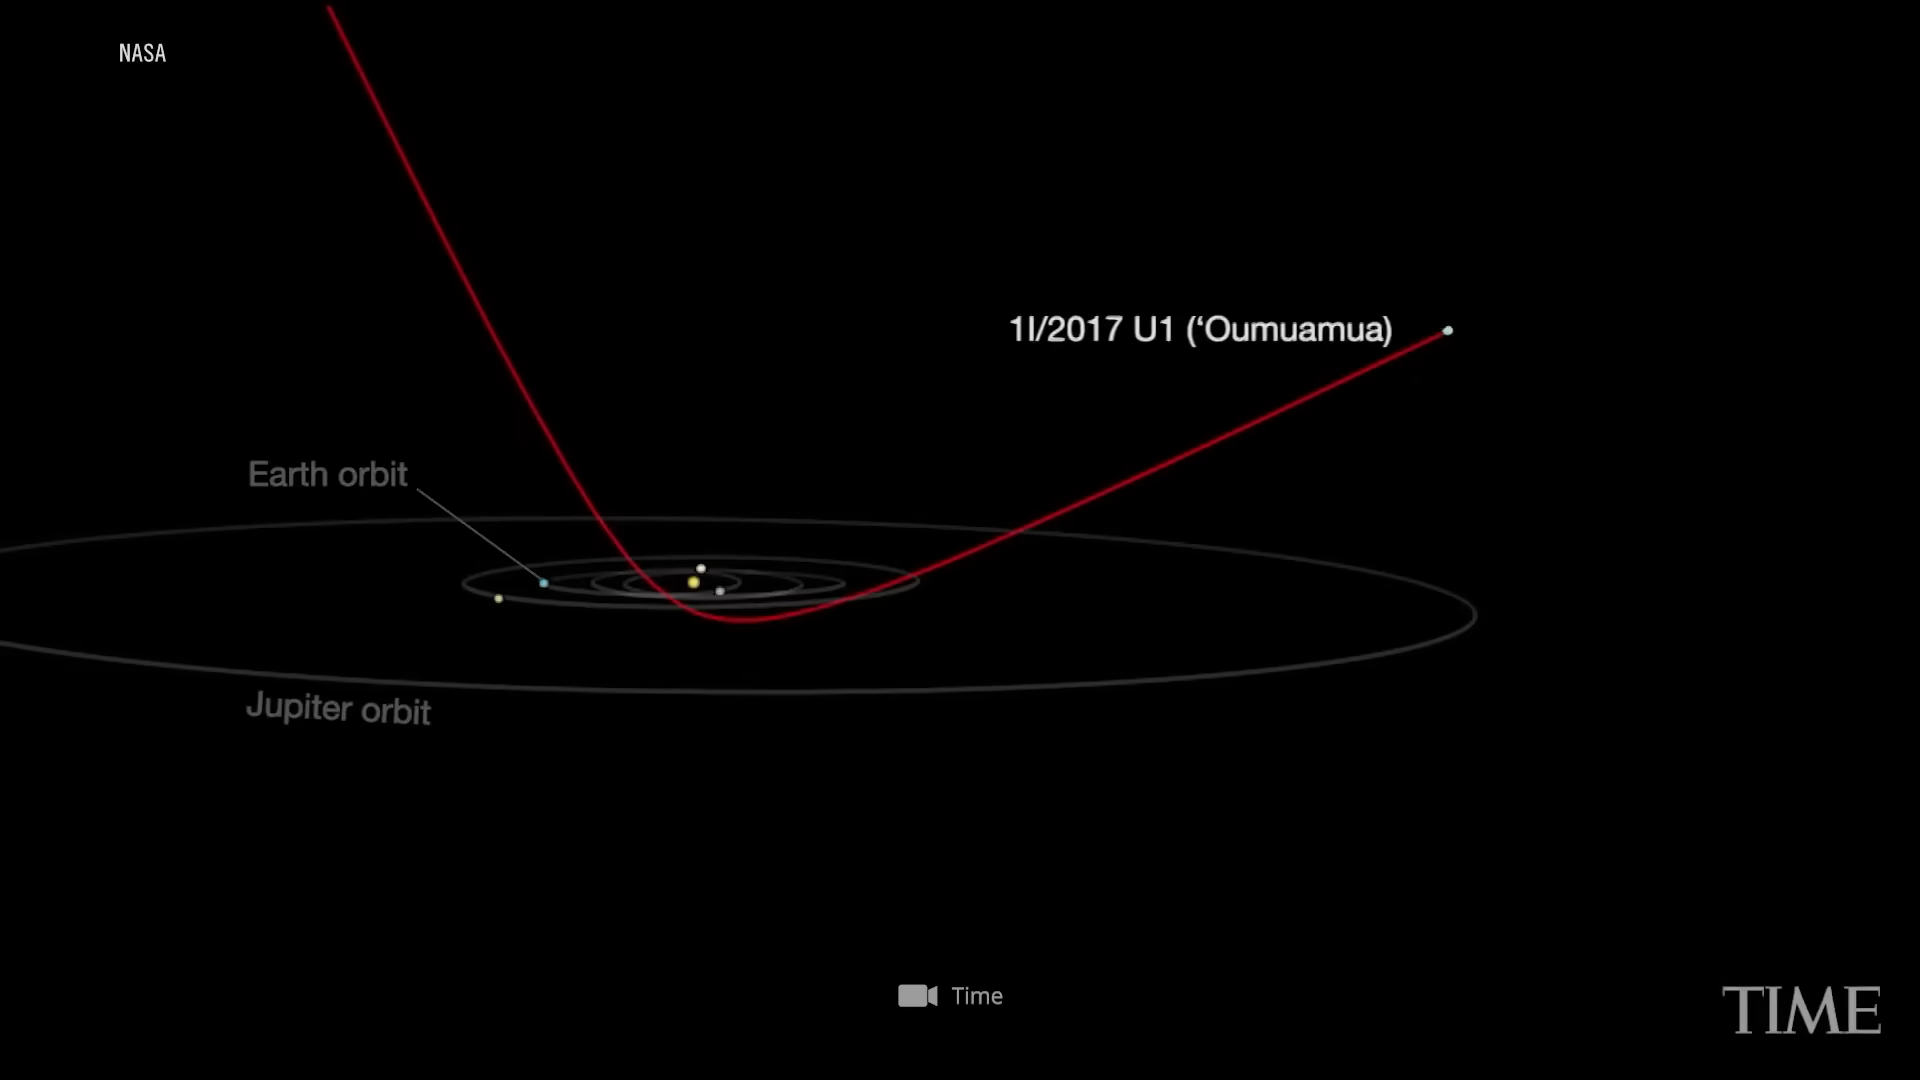 NASA
1I/2017 U1 (‘Oumuamua)
Earth orbit
Jupiter orbit
Time
TIME